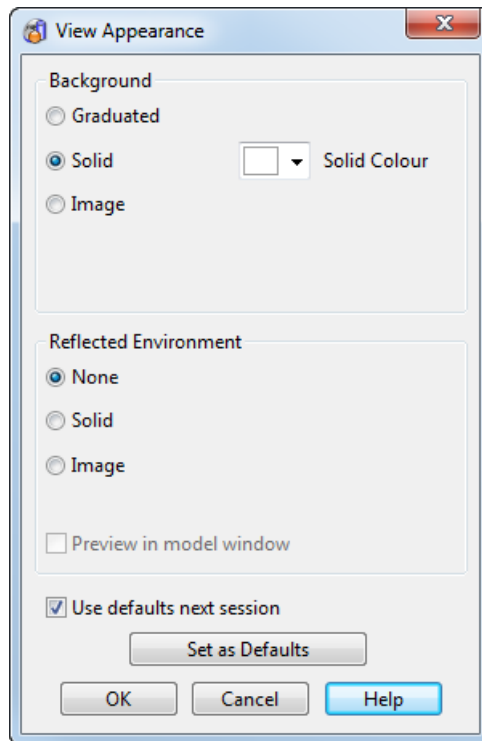 View Appearance
Background
Graduated
Solid Solid Colour
Image
Reflected Environment
None
Solid
Image
Preview in model window
Use defaults next session
Set as Defaults
OK Cancel Help